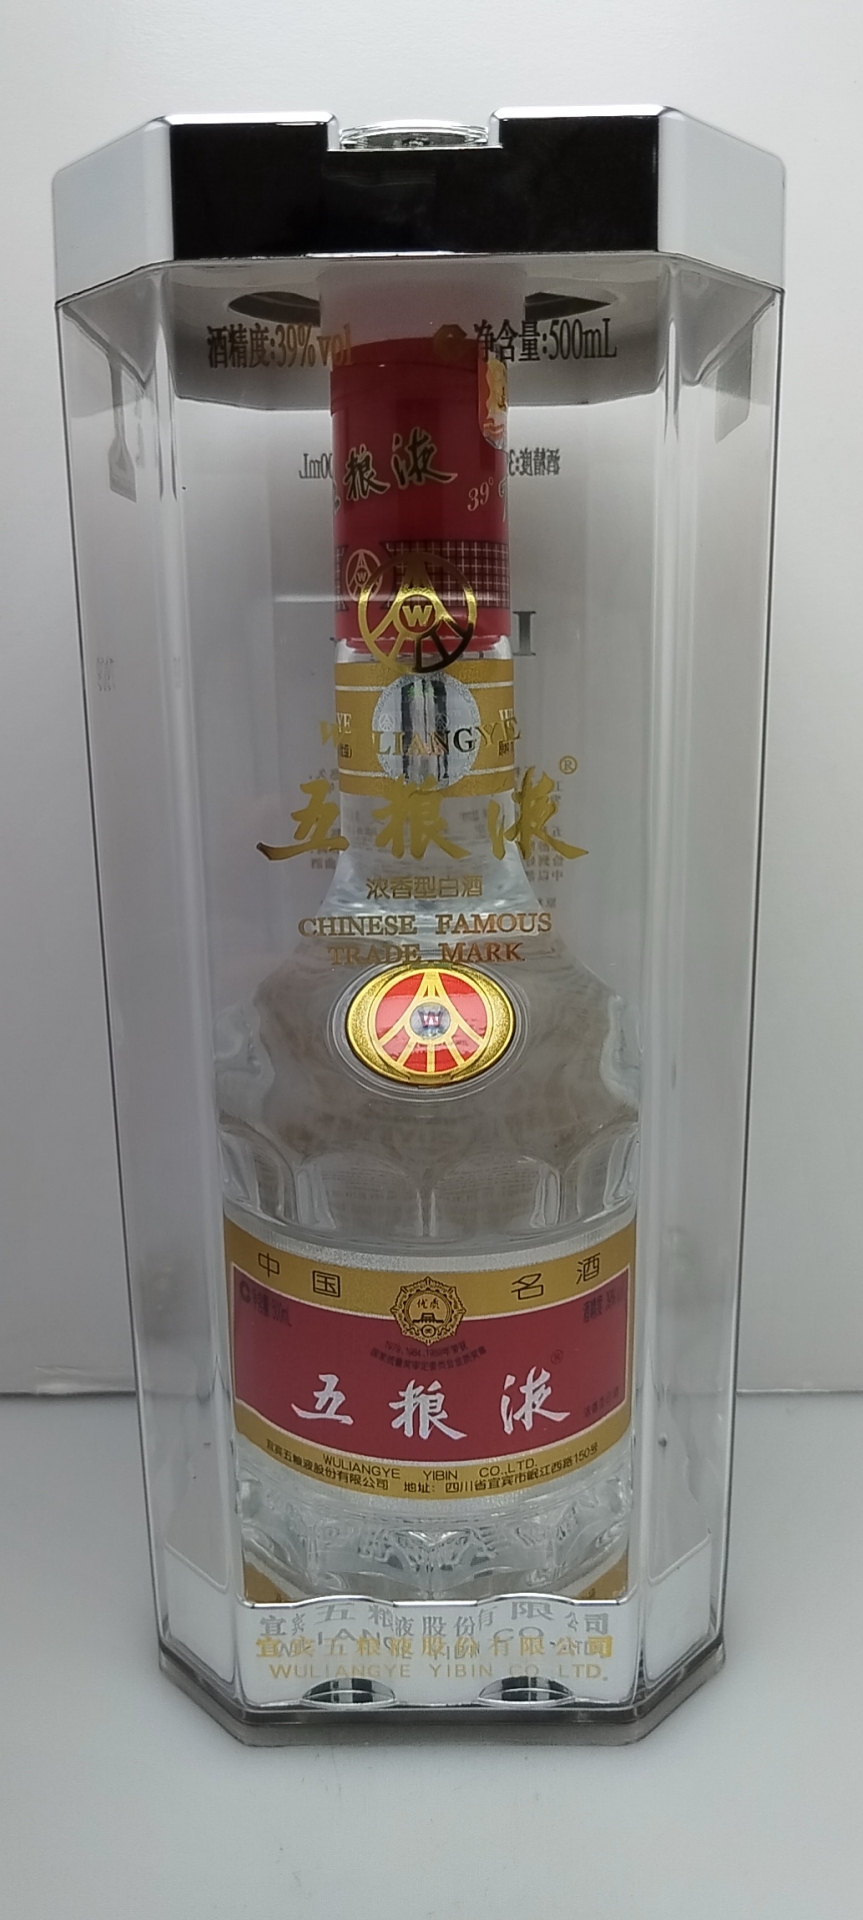 酒精度:39%vol 净含量:500mL
粮液
39°
W
WULIANGYE
五粮液®
浓香型白酒
CHINESE FAMOUS
TRADE MARK
W
中国名酒
优质
五粮液®
WULIANGYE YIBIN CO.,LTD.
宜宾五粮液股份有限公司 地址：四川省宜宾市岷江西路150号
宜宾五粮液股份有限公司
WULIANGYE YIBIN CO.,LTD.